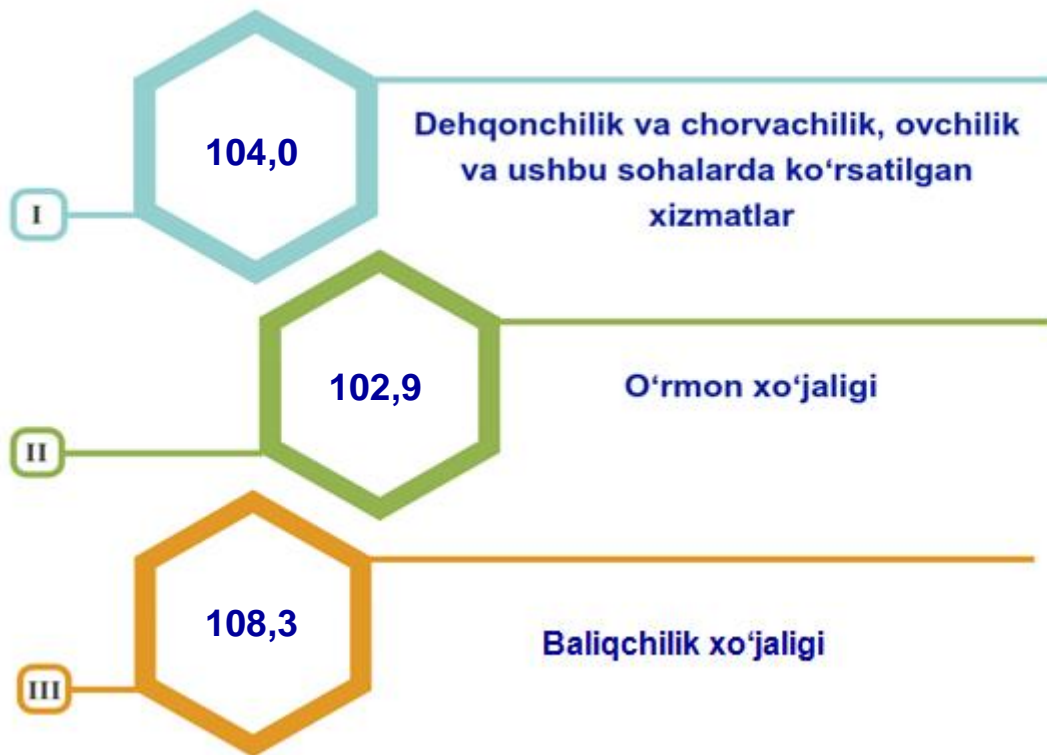 104,0
Dehqonchilik va chorvachilik, ovchilik
va ushbu sohalarda ko‘rsatilgan
xizmatlar
I
102,9
O‘rmon xo‘jaligi
II
108,3
Baliqchilik xo‘jaligi
III